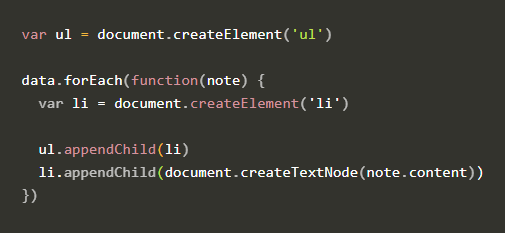 var ul = document.createElement('ul')

data.forEach(function(note) {
  var li = document.createElement('li')

  ul.appendChild(li)
  li.appendChild(document.createTextNode(note.content))
})